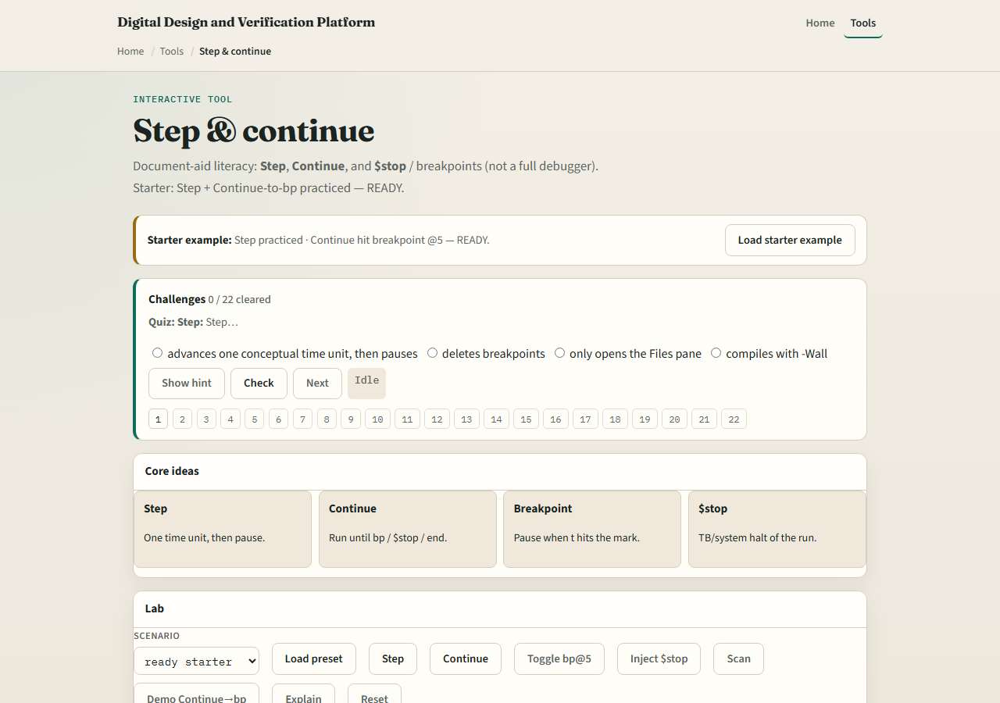 Digital Design and Verification Platform
Home Tools
Home / Tools / Step & continue
INTERACTIVE TOOL
Step & continue
Document-aid literacy: Step, Continue, and $stop / breakpoints (not a full debugger).
Starter: Step + Continue-to-bp practiced — READY.
Starter example: Step practiced · Continue hit breakpoint @5 — READY.
Load starter example
Challenges 0 / 22 cleared
Quiz: Step: Step…
advances one conceptual time unit, then pauses deletes breakpoints only opens the Files pane compiles with -Wall
Show hint Check Next Idle
1 2 3 4 5 6 7 8 9 10 11 12 13 14 15 16 17 18 19 20 21 22
Core ideas
Step
One time unit, then pause.
Continue
Run until bp / $stop / end.
Breakpoint
Pause when t hits the mark.
$stop
TB/system halt of the run.
Lab
SCENARIO
ready starter Load preset Step Continue Toggle bp@5 Inject $stop Scan
Demo Continue→bp Explain Reset